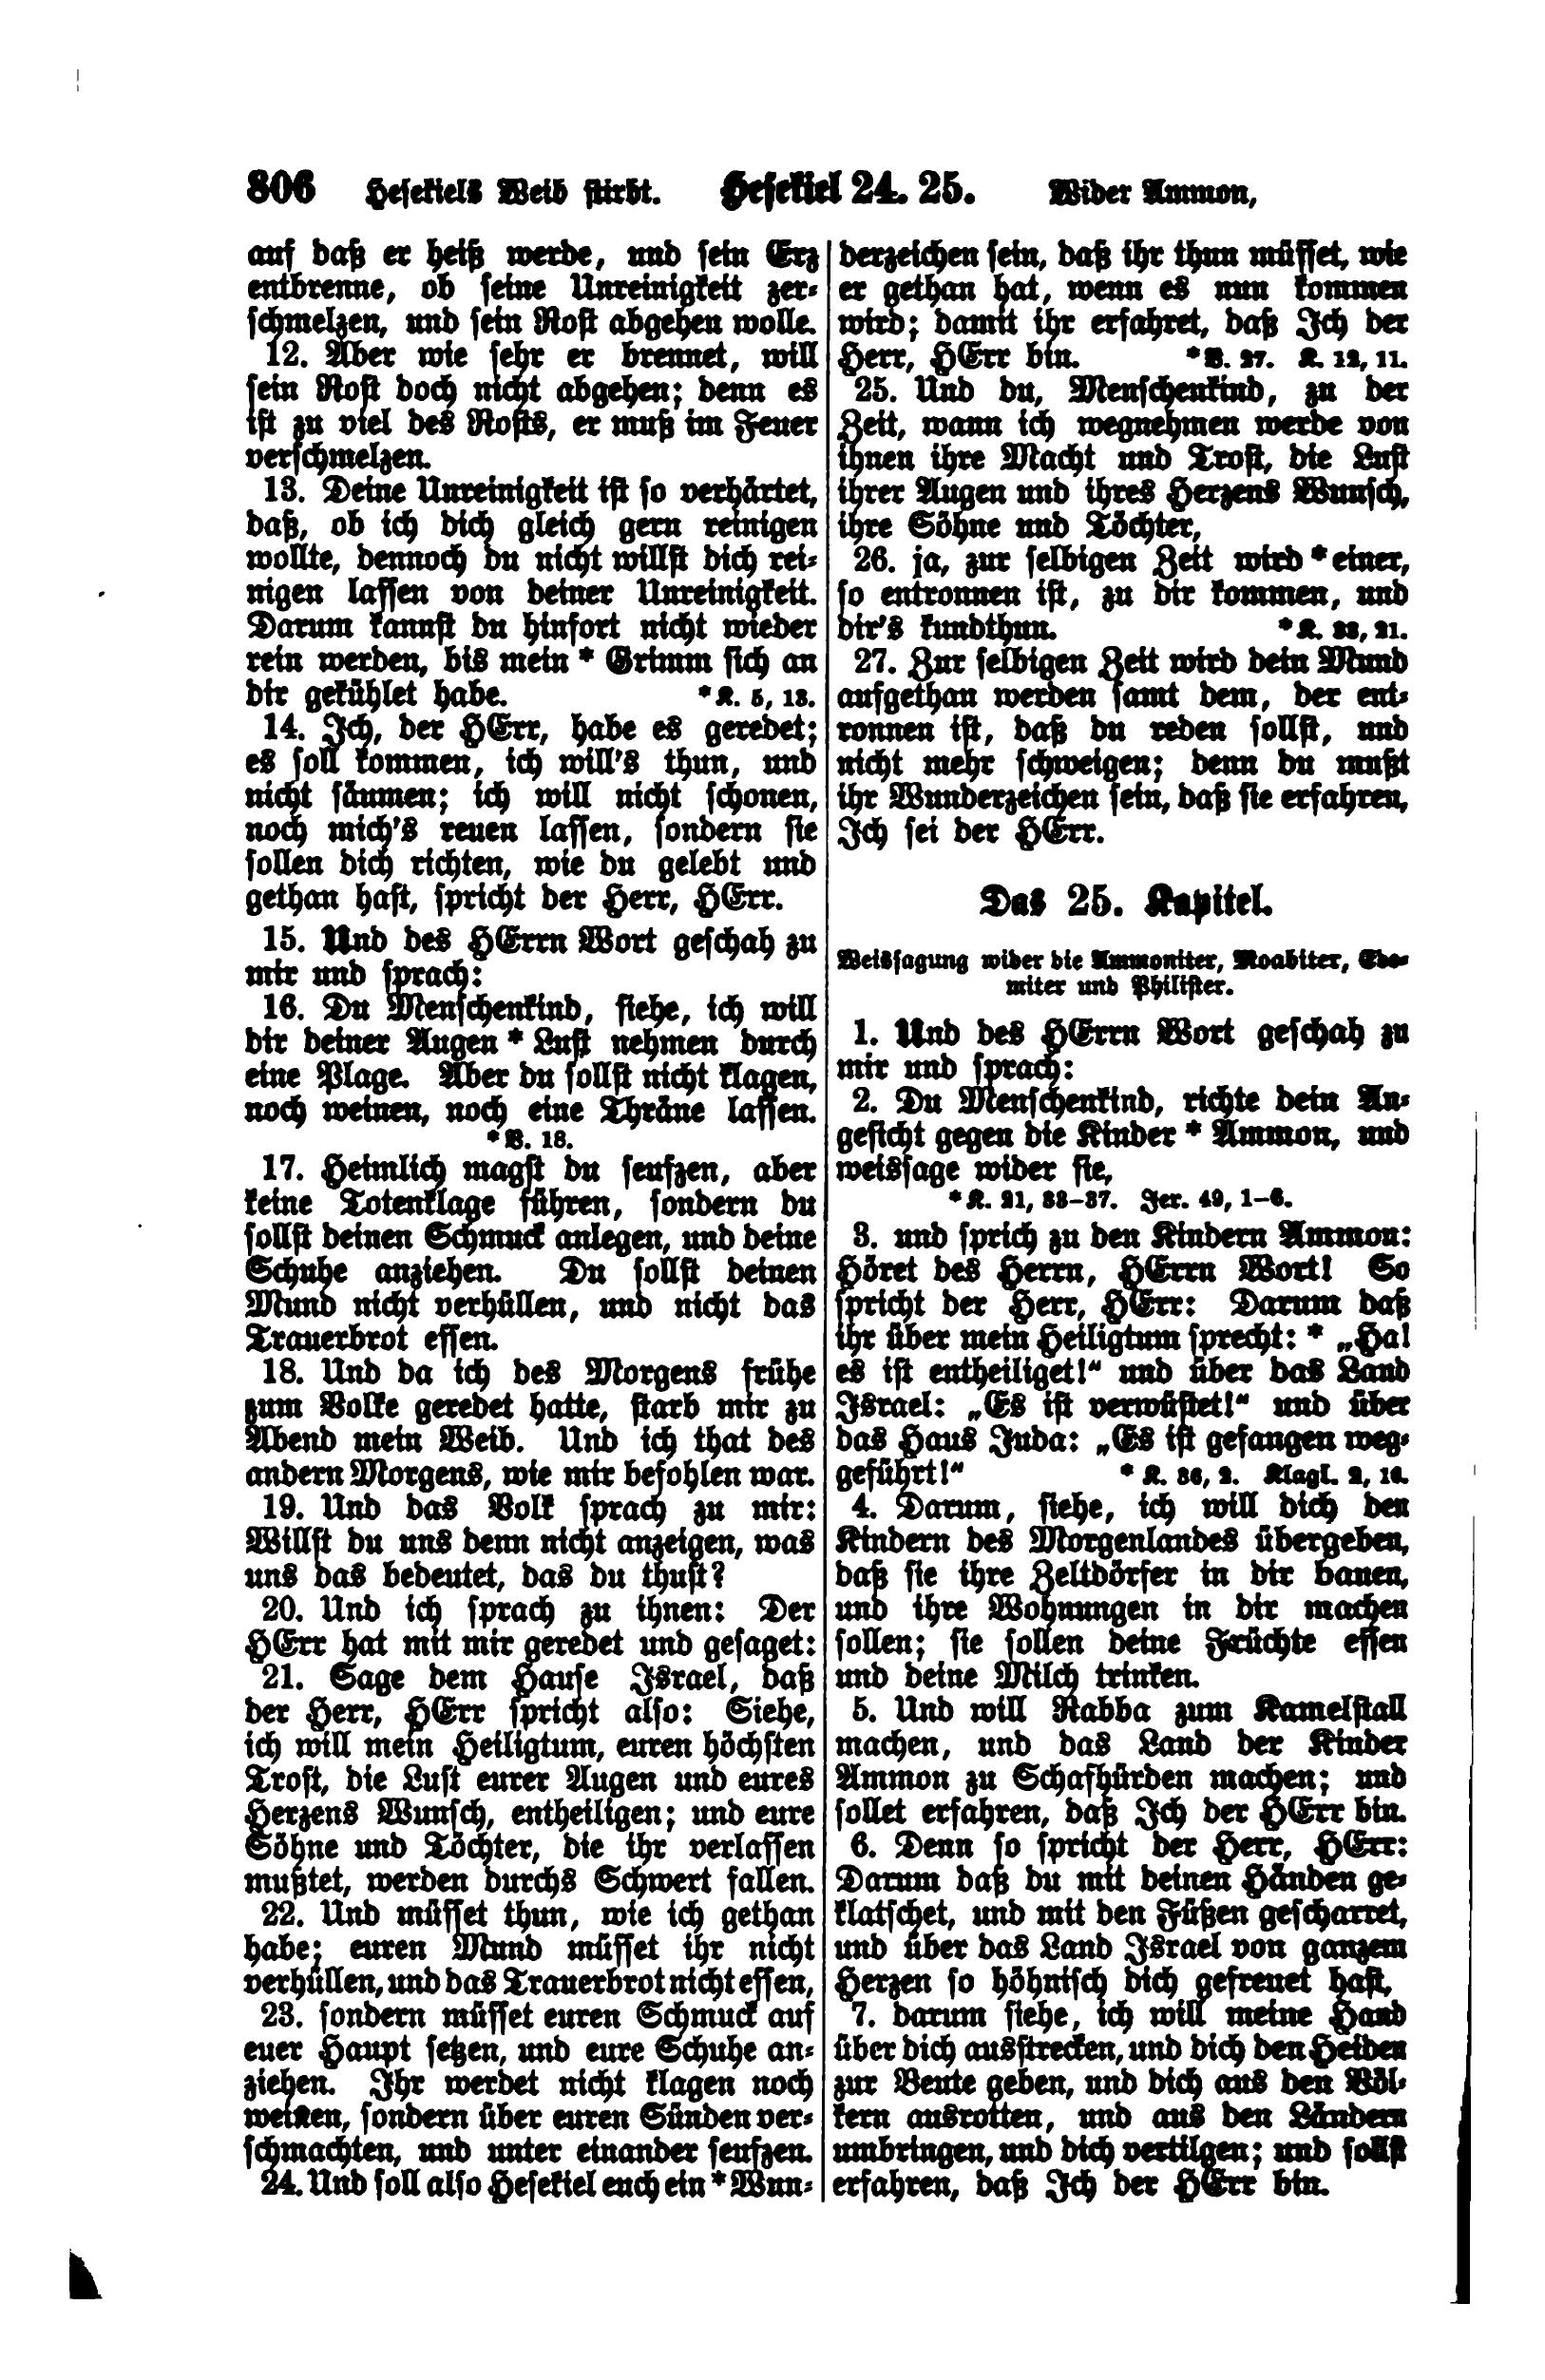 806 Hesekiels Weib stirbt. Hesekiel 24. 25. Wider Ammon,
auf daß er heiß werde, und sein Erz
entbrenne, ob seine Unreinigkeit zer-
schmelzen, und sein Rost abgehen wolle.
12. Aber wie sehr er brennet, will
sein Rost doch nicht abgehen; denn es
ist zu viel des Rosts, er muß im Feuer
verschmelzen.
13. Deine Unreinigkeit ist so verhärtet,
daß, ob ich dich gleich gern reinigen
wollte, dennoch du nicht willst dich rei-
nigen lassen von deiner Unreinigkeit.
Darum kannst du hinfort nicht wieder
rein werden, bis mein * Grimm sich an
dir gekühlet habe. *K. 5, 13.
14. Ich, der HErr, habe es geredet;
es soll kommen, ich will's thun, und
nicht säumen; ich will nicht schonen,
noch mich's reuen lassen, sondern sie
sollen dich richten, wie du gelebt und
gethan hast, spricht der Herr, HErr.
15. Und des HErrn Wort geschah zu
mir und sprach:
16. Du Menschenkind, siehe, ich will
dir deiner Augen * Lust nehmen durch
eine Plage. Aber du sollst nicht klagen,
noch weinen, noch eine Thräne lassen.
*V. 18.
17. Heimlich magst du seufzen, aber
keine Totenklage führen, sondern du
sollst deinen Schmuck anlegen, und deine
Schuhe anziehen. Du sollst deinen
Mund nicht verhüllen, und nicht das
Trauerbrot essen.
18. Und da ich des Morgens frühe
zum Volke geredet hatte, starb mir zu
Abend mein Weib. Und ich that des
andern Morgens, wie mir befohlen war.
19. Und das Volk sprach zu mir:
Willst du uns denn nicht anzeigen, was
uns das bedeutet, das du thust?
20. Und ich sprach zu ihnen: Der
HErr hat mit mir geredet und gesaget:
21. Sage dem Hause Israel, daß
der Herr, HErr spricht also: Siehe,
ich will mein Heiligtum, euren höchsten
Trost, die Lust eurer Augen und eures
Herzens Wunsch, entheiligen; und eure
Söhne und Töchter, die ihr verlassen
mußtet, werden durchs Schwert fallen.
22. Und müsset thun, wie ich gethan
habe; euren Mund müsset ihr nicht
verhüllen, und das Trauerbrot nicht essen,
23. sondern müsset euren Schmuck auf
euer Haupt setzen, und eure Schuhe an-
ziehen. Ihr werdet nicht klagen noch
weinen, sondern über euren Sünden ver-
schmachten, und unter einander seufzen.
24. Und soll also Hesekiel euch ein * Wun-
derzeichen sein, daß ihr thun müsset, wie
er gethan hat, wenn es nun kommen
wird; damit ihr erfahret, daß Ich der
Herr, HErr bin. *V. 27. K. 12, 11.
25. Und du, Menschenkind, zu der
Zeit, wann ich wegnehmen werde von
ihnen ihre Macht und Trost, die Lust
ihrer Augen und ihres Herzens Wunsch,
ihre Söhne und Töchter,
26. ja, zur selbigen Zeit wird * einer,
so entronnen ist, zu dir kommen, und
dir's kundthun. *K. 33, 21.
27. Zur selbigen Zeit wird dein Mund
aufgethan werden samt dem, der ent-
ronnen ist, daß du reden sollst, und
nicht mehr schweigen; denn du mußt
ihr Wunderzeichen sein, daß sie erfahren,
Ich sei der HErr.
Das 25. Kapitel.
Weissagung wider die Ammoniter, Moabiter, Edo-
miter und Philister.
1. Und des HErrn Wort geschah zu
mir und sprach:
2. Du Menschenkind, richte dein An-
gesicht gegen die Kinder * Ammon, und
weissage wider sie,
*K. 21, 33-37. Jer. 49, 1-6.
3. und sprich zu den Kindern Ammon:
Höret des Herrn, HErrn Wort! So
spricht der Herr, HErr: Darum daß
ihr über mein Heiligtum sprecht: * „Ha!
es ist entheiliget!“ und über das Land
Israel: „Es ist verwüstet!“ und über
das Haus Juda: „Es ist gefangen weg-
geführt!“ * K. 36, 2. Klagl. 2, 16.
4. Darum, siehe, ich will dich den
Kindern des Morgenlandes übergeben,
daß sie ihre Zeltdörfer in dir bauen,
und ihre Wohnungen in dir machen
sollen; sie sollen deine Früchte essen
und deine Milch trinken.
5. Und will Rabba zum Kamelstall
machen, und das Land der Kinder
Ammon zu Schafhürden machen; und
sollet erfahren, daß Ich der HErr bin.
6. Denn so spricht der Herr, HErr:
Darum daß du mit deinen Händen ge-
klatschet, und mit den Füßen gescharret,
und über das Land Israel von ganzem
Herzen so höhnisch dich gefreuet hast,
7. darum siehe, ich will meine Hand
über dich ausstrecken, und dich den Heiden
zur Beute geben, und dich aus den Völ-
kern ausrotten, und aus den Ländern
umbringen, und dich vertilgen; und sollst
erfahren, daß Ich der HErr bin.